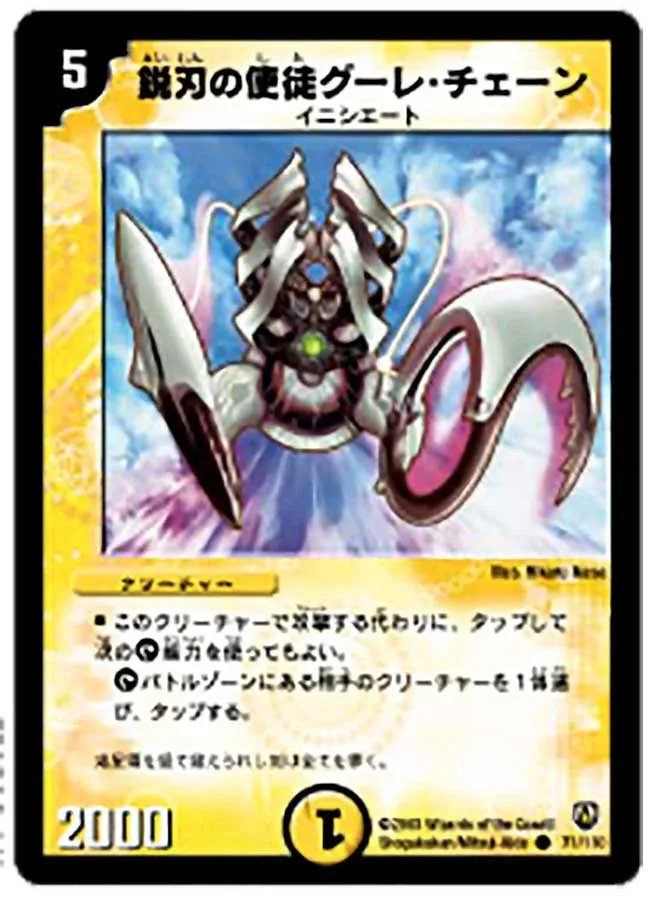 5
鋭刃の使徒グーレ・チェーン
イニシエート
クリーチャー
■このクリーチャーで攻撃する代わりに、タップして
次の 能力を使ってもよい。
バトルゾーンにある相手のクリーチャーを1体選
び、タップする。
2000
1
©2003 Wizards of the Coast/
Shogakukan/Mitsui-Kids